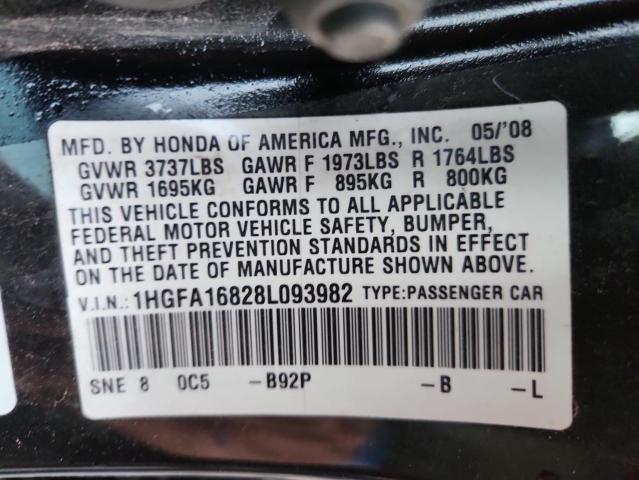 MFD. BY HONDA OF AMERICA MFG., INC. 05/'08
GVWR 3737LBS GAWR F 1973LBS R 1764LBS
GVWR 1695KG GAWR F 895KG R 800KG
THIS VEHICLE CONFORMS TO ALL APPLICABLE
FEDERAL MOTOR VEHICLE SAFETY, BUMPER,
AND THEFT PREVENTION STANDARDS IN EFFECT
ON THE DATE OF MANUFACTURE SHOWN ABOVE.
V.I.N.: 1HGFA16828L093982 TYPE:PASSENGER CAR
SNE 8 0C5 -B92P -B -L